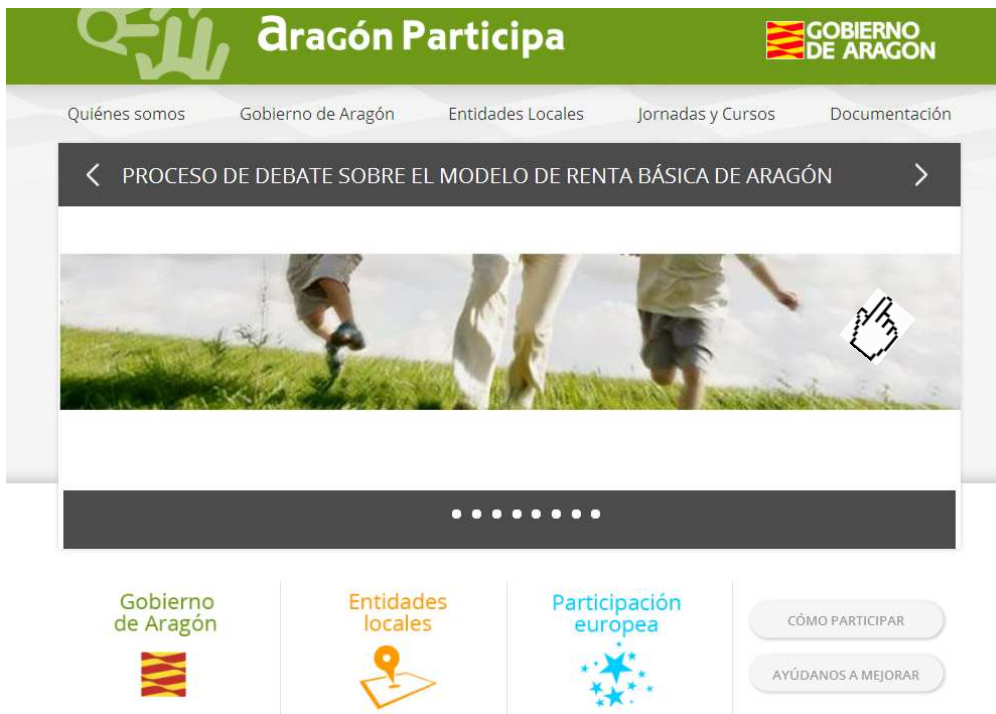 aragón Participa
GOBIERNO
DE ARAGON
Quiénes somos Gobierno de Aragón Entidades Locales Jornadas y Cursos Documentación
PROCESO DE DEBATE SOBRE EL MODELO DE RENTA BÁSICA DE ARAGÓN
Gobierno
de Aragón
Entidades
locales
Participación
europea
CÓMO PARTICIPAR
AYÚDANOS A MEJORAR